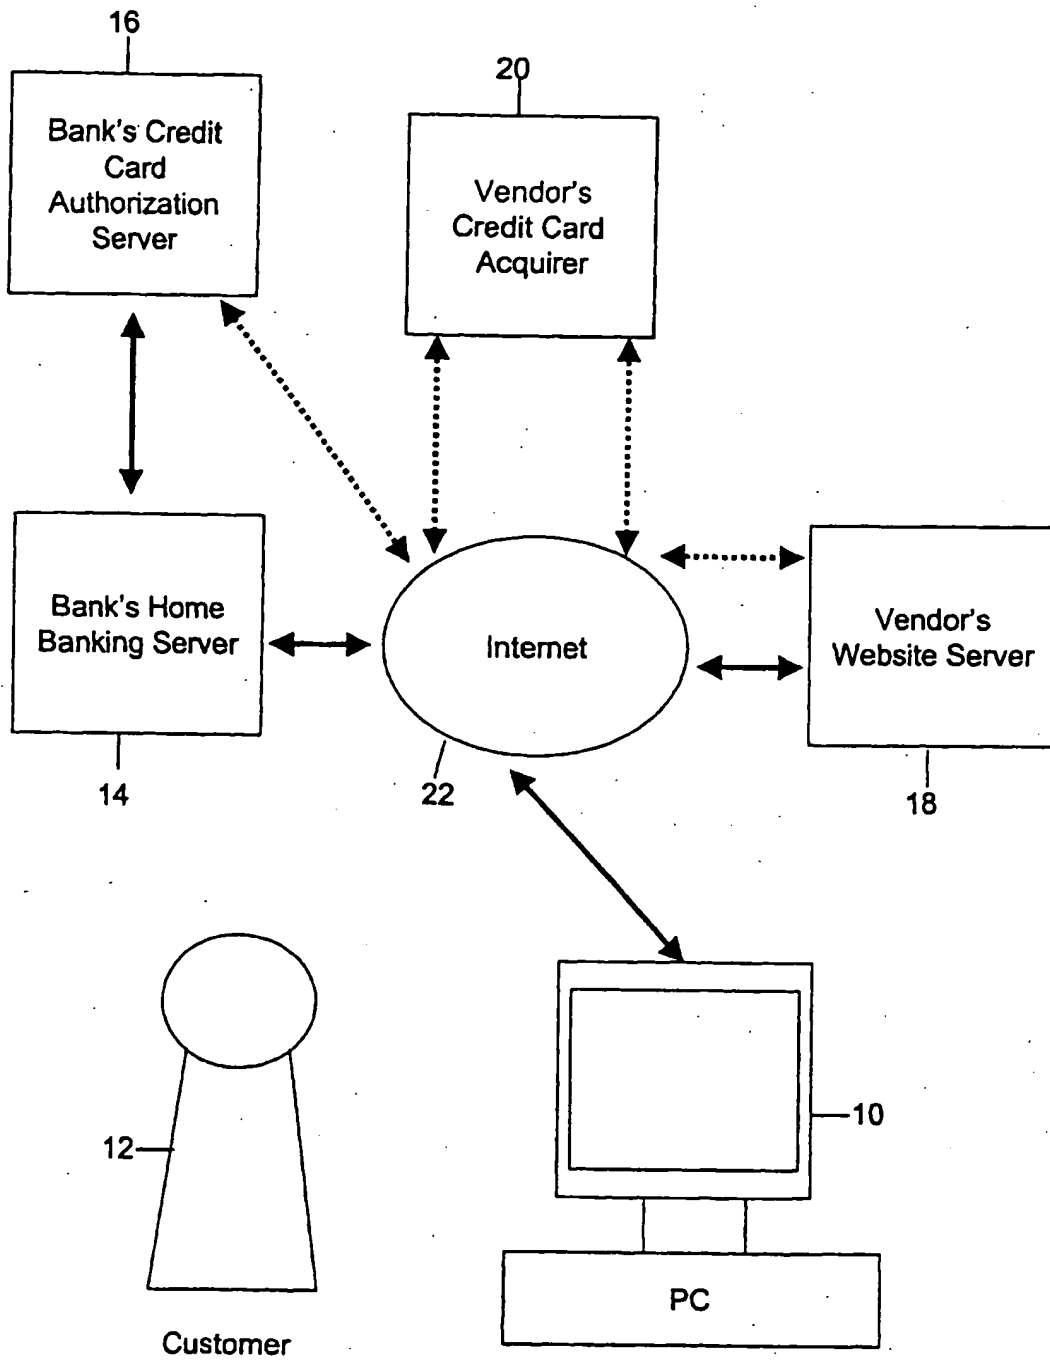 16
Bank's Credit
Card
Authorization
Server
20
Vendor's
Credit Card
Acquirer
Bank's Home
Banking Server
14
Internet
22
Vendor's
Website Server
18
12
Customer
10
PC